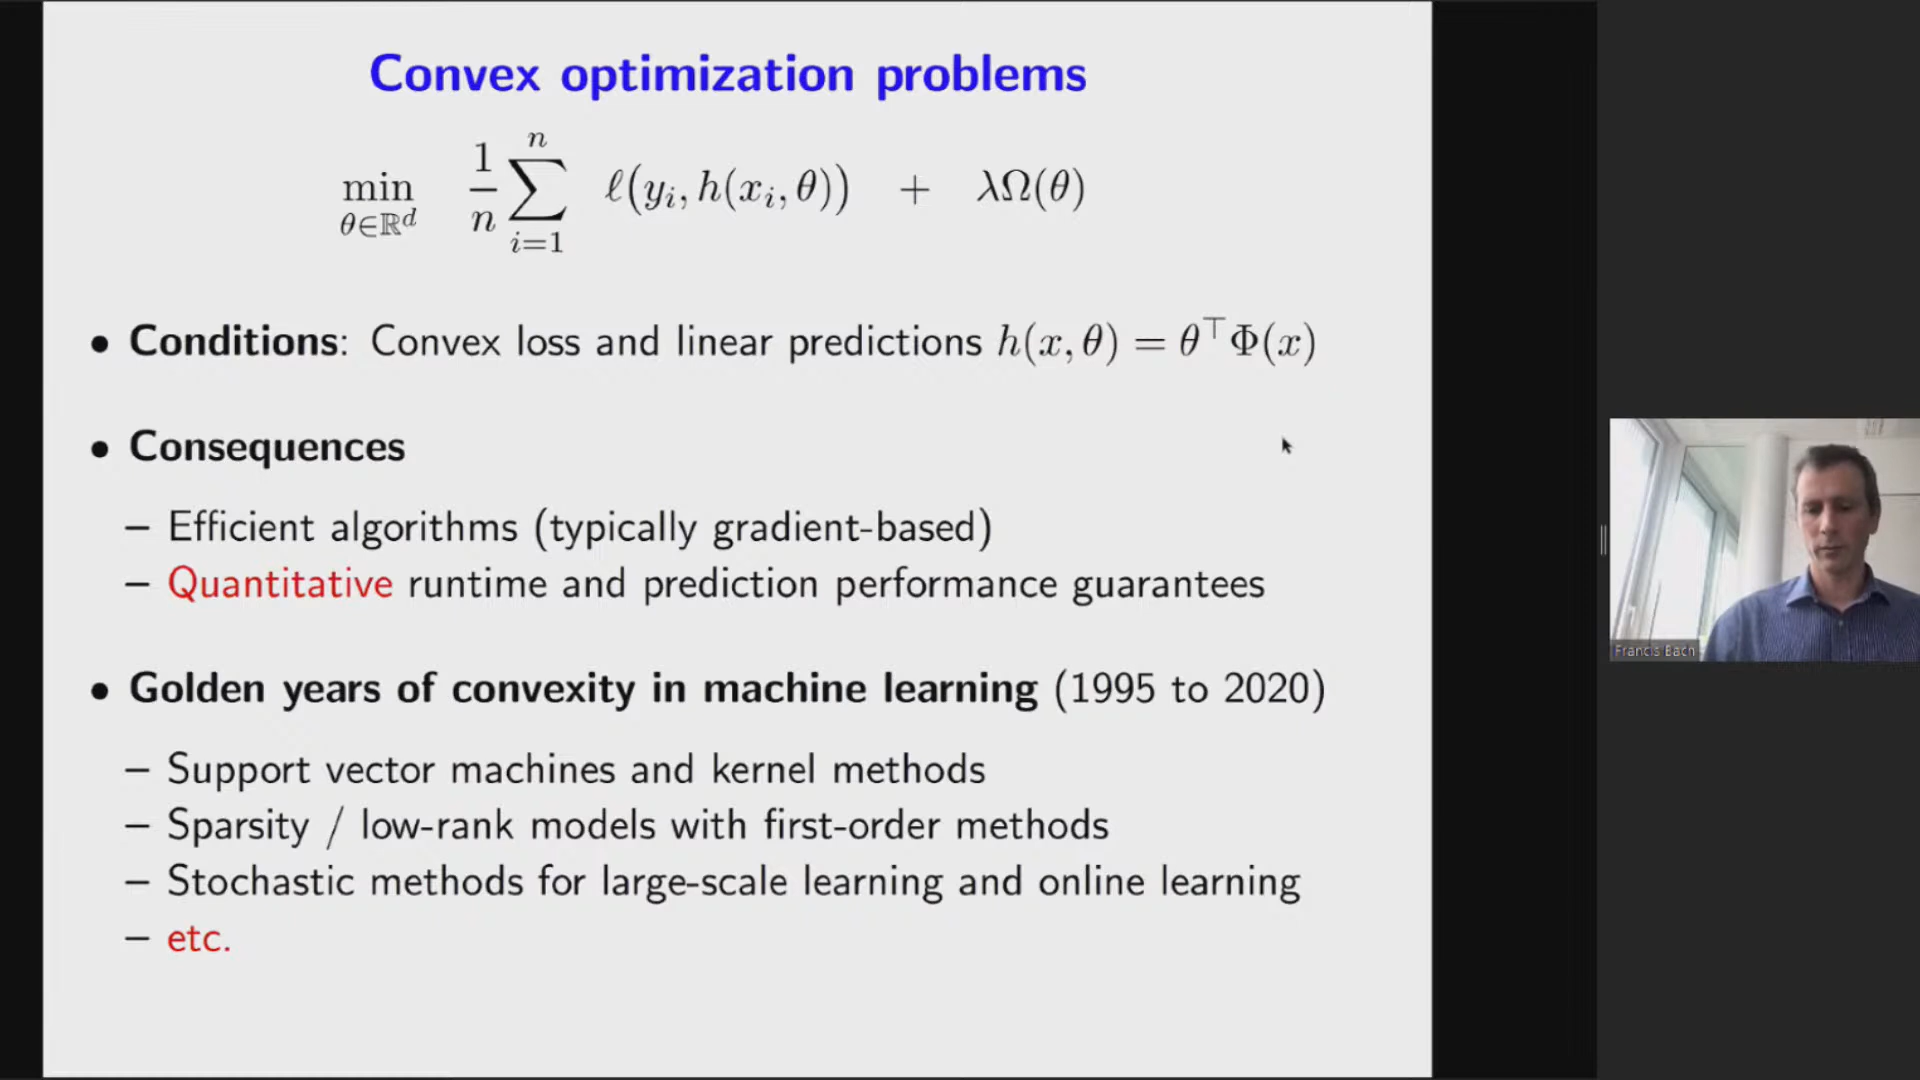 Convex optimization problems
min_{θ∈ℝ^d} 1/n ∑_{i=1}^{n} ℓ(y_i, h(x_i, θ)) + λΩ(θ)
• Conditions: Convex loss and linear predictions h(x, θ) = θ^⊤Φ(x)
• Consequences
– Efficient algorithms (typically gradient-based)
– Quantitative runtime and prediction performance guarantees
• Golden years of convexity in machine learning (1995 to 2020)
– Support vector machines and kernel methods
– Sparsity / low-rank models with first-order methods
– Stochastic methods for large-scale learning and online learning
– etc.
Francis Bach